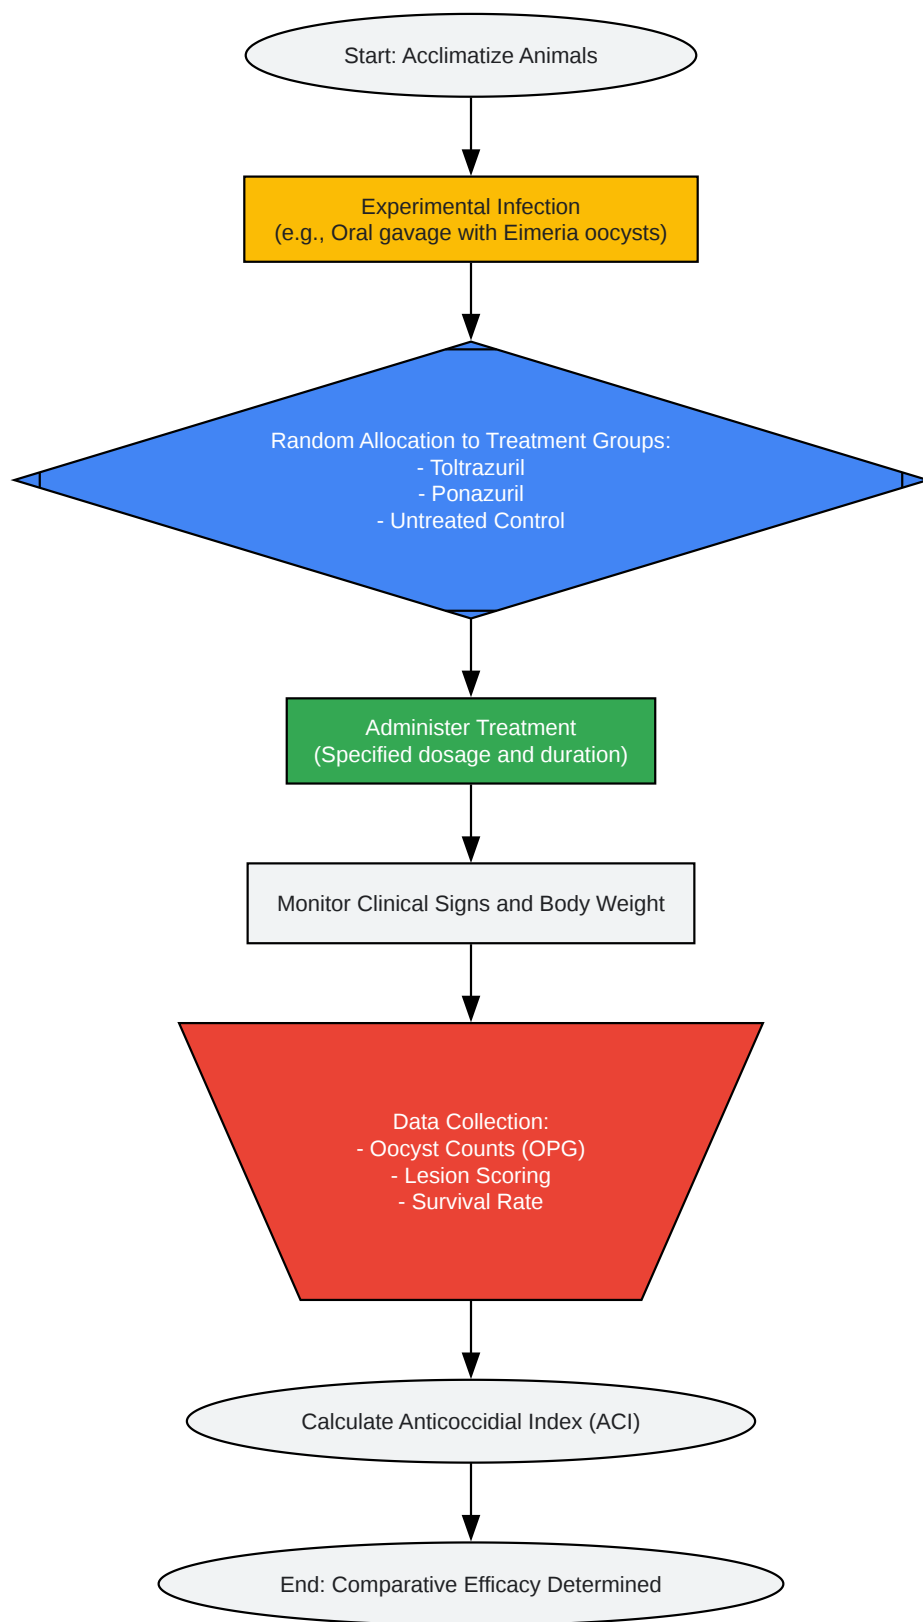 Start: Acclimatize Animals
Experimental Infection
(e.g., Oral gavage with Eimeria oocysts)
Random Allocation to Treatment Groups:
- Toltrazuril
- Ponazuril
- Untreated Control
Administer Treatment
(Specified dosage and duration)
Monitor Clinical Signs and Body Weight
Data Collection:
- Oocyst Counts (OPG)
- Lesion Scoring
- Survival Rate
Calculate Anticoccidial Index (ACI)
End: Comparative Efficacy Determined